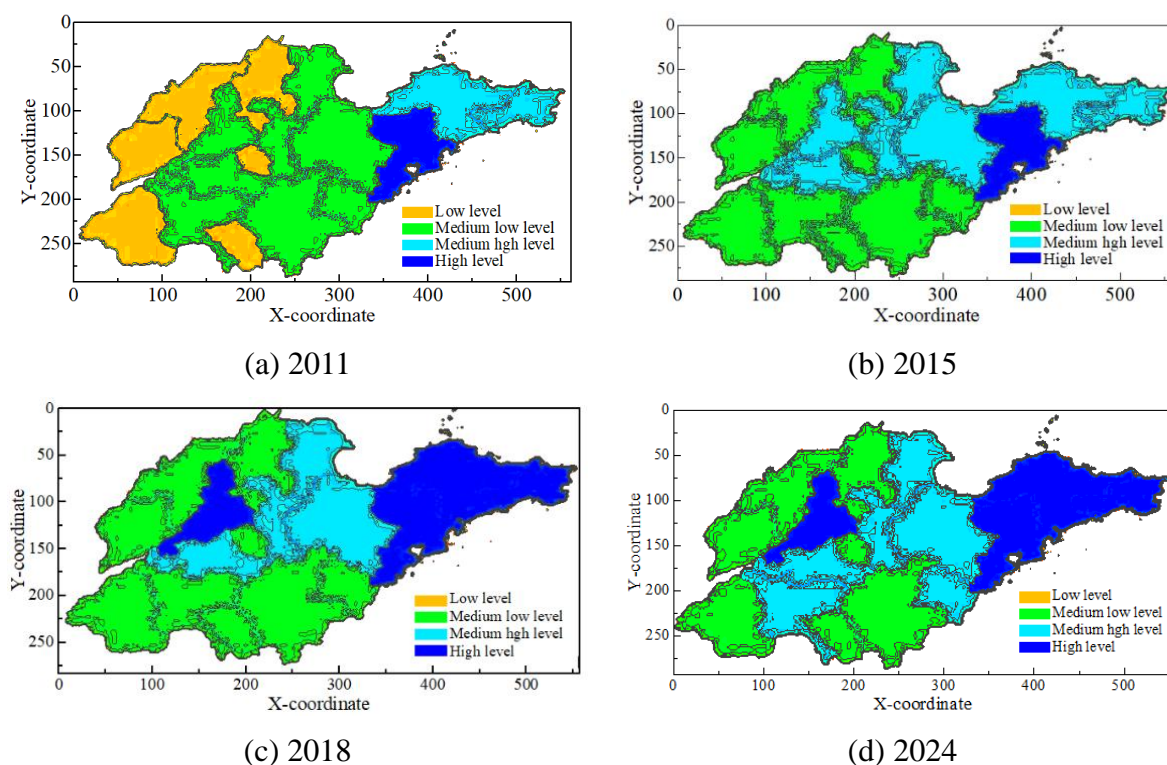 0
50
100
150
200
250
Y-coordinate
Low level
Medium low level
Medium hgh level
High level
0 100 200 300 400 500
X-coordinate
(a) 2011
0
50
100
150
200
250
Y-coordinate
Low level
Medium low level
Medium hgh level
High level
0 100 200 300 400 500
X-coordinate
(b) 2015
0
50
100
150
200
250
Y-coordinate
Low level
Medium low level
Medium hgh level
High level
0 100 200 300 400 500
X-coordinate
(c) 2018
0
50
100
150
200
250
Y-coordinate
Low level
Medium low level
Medium hgh level
High level
0 100 200 300 400 500
X-coordinate
(d) 2024